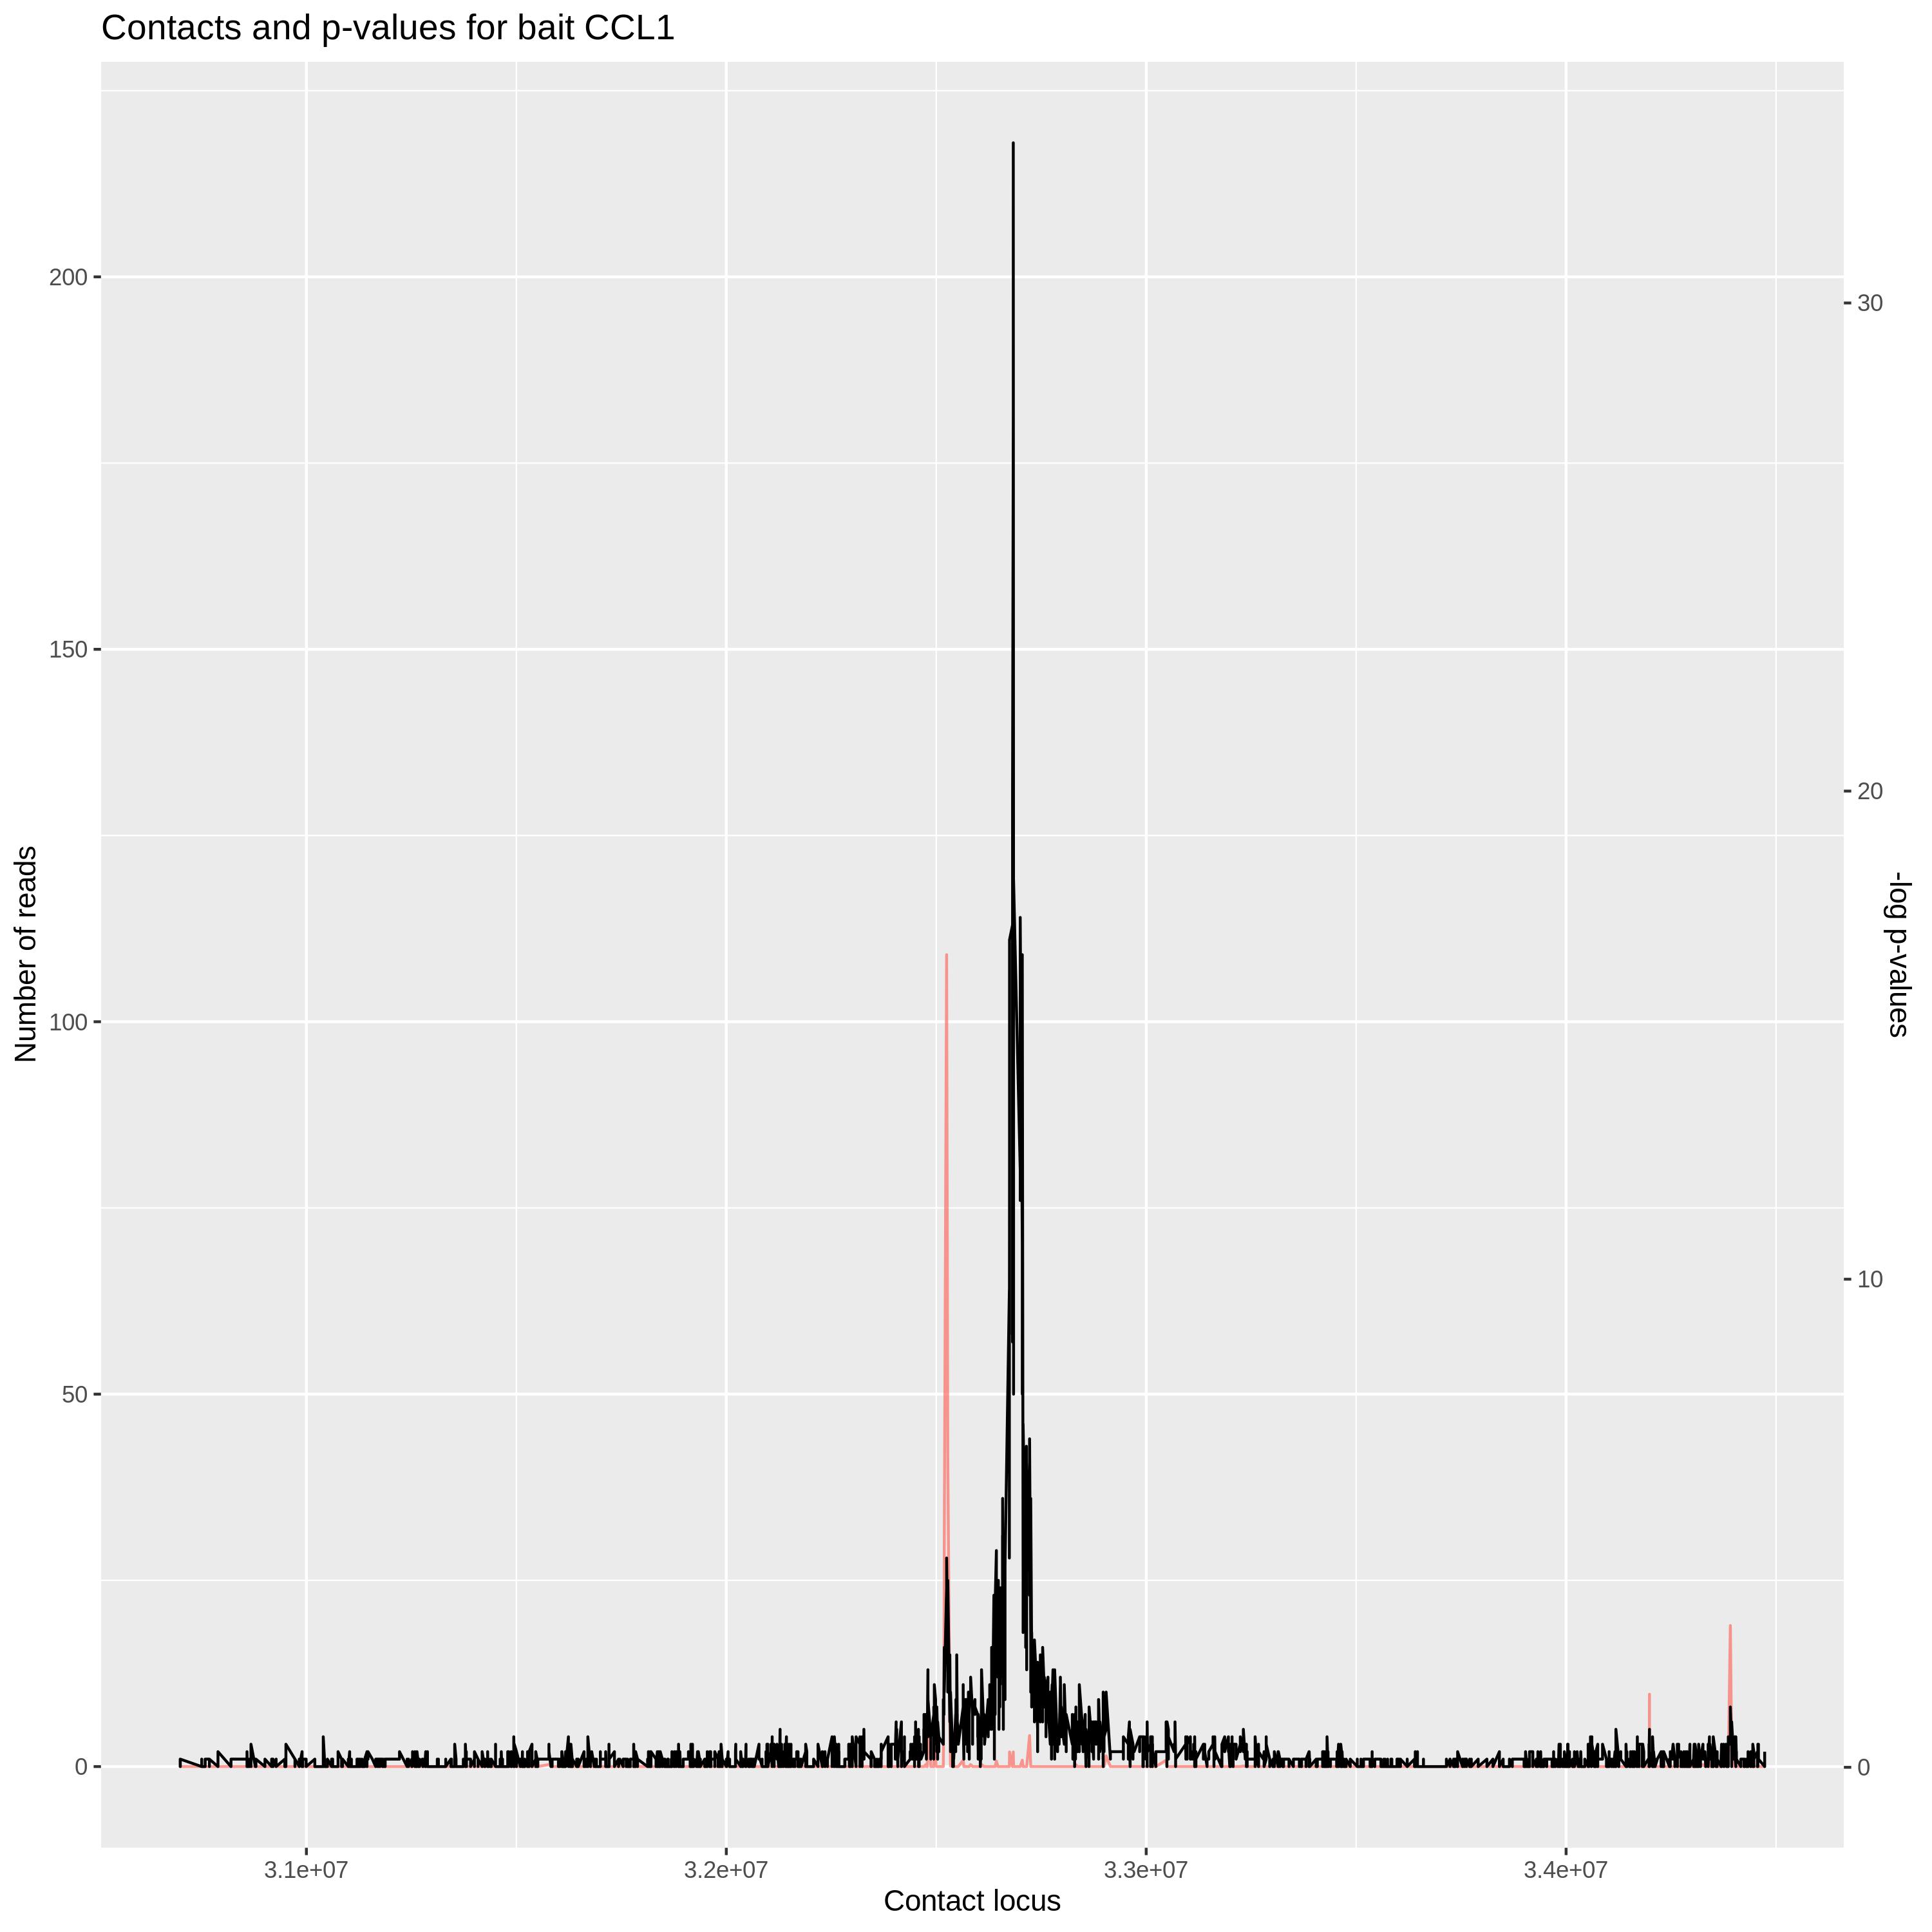 Contacts and p-values for bait CCL1
200
150
100
50
0
Number of reads
30
20
10
0
-log p-values
3.1e+07
3.2e+07
3.3e+07
3.4e+07
Contact locus